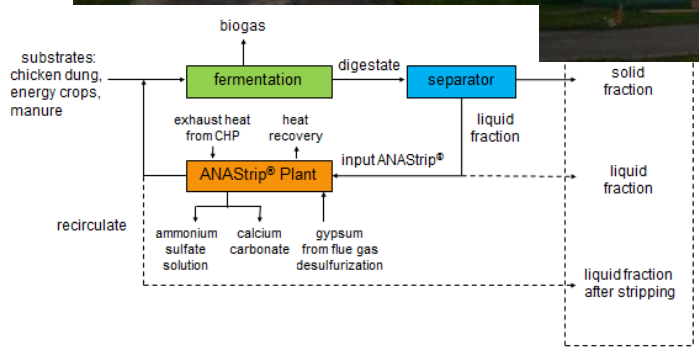 biogas
substrates:
chicken dung,
energy crops,
manure
fermentation
digestate
separator
solid
fraction
exhaust heat
from CHP
heat
recovery
liquid
fraction
input ANAStrip®
ANAStrip® Plant
liquid
fraction
recirculate
ammonium
sulfate
solution
calcium
carbonate
gypsum
from flue gas
desulfurization
liquid fraction
after stripping